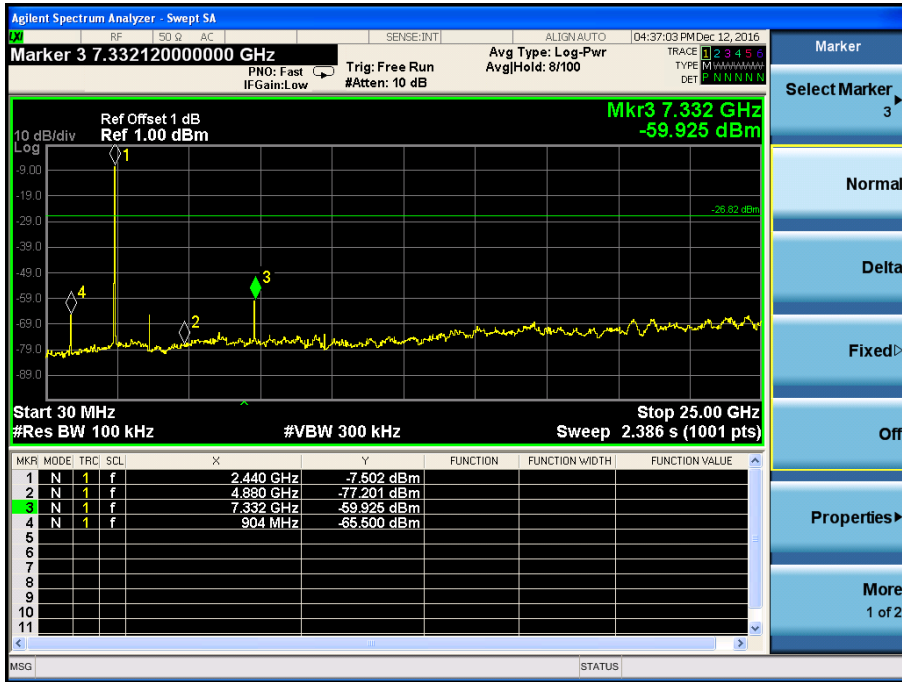 Agilent Spectrum Analyzer - Swept SA
LXI RF 50 Ω AC SENSE:INT ALIGN AUTO 04:37:03 PM Dec 12, 2016
Marker 3 7.332120000000 GHz
PNO: Fast
IFGain:Low
Trig: Free Run
#Atten: 10 dB
Avg Type: Log-Pwr
Avg|Hold: 8/100
TRACE 1 2 3 4 5 6
TYPE M
DET P N N N N N
Marker
Select Marker
3
Normal
Delta
Fixed
Off
Properties
More
1 of 2
Mkr3 7.332 GHz
-59.925 dBm
Ref Offset 1 dB
10 dB/div Ref 1.00 dBm
Log
1
-9.00
-19.0
-26.82 dBm
-29.0
-39.0
-49.0
3
4
-59.0
2
-69.0
-79.0
-89.0
Start 30 MHz Stop 25.00 GHz
#Res BW 100 kHz #VBW 300 kHz Sweep 2.386 s (1001 pts)
MKR MODE TRC SCL X Y FUNCTION FUNCTION WIDTH FUNCTION VALUE
1 N 1 f 2.440 GHz -7.502 dBm
2 N 1 f 4.880 GHz -77.201 dBm
3 N 1 f 7.332 GHz -59.925 dBm
4 N 1 f 904 MHz -65.500 dBm
5
6
7
8
9
10
11
MSG STATUS